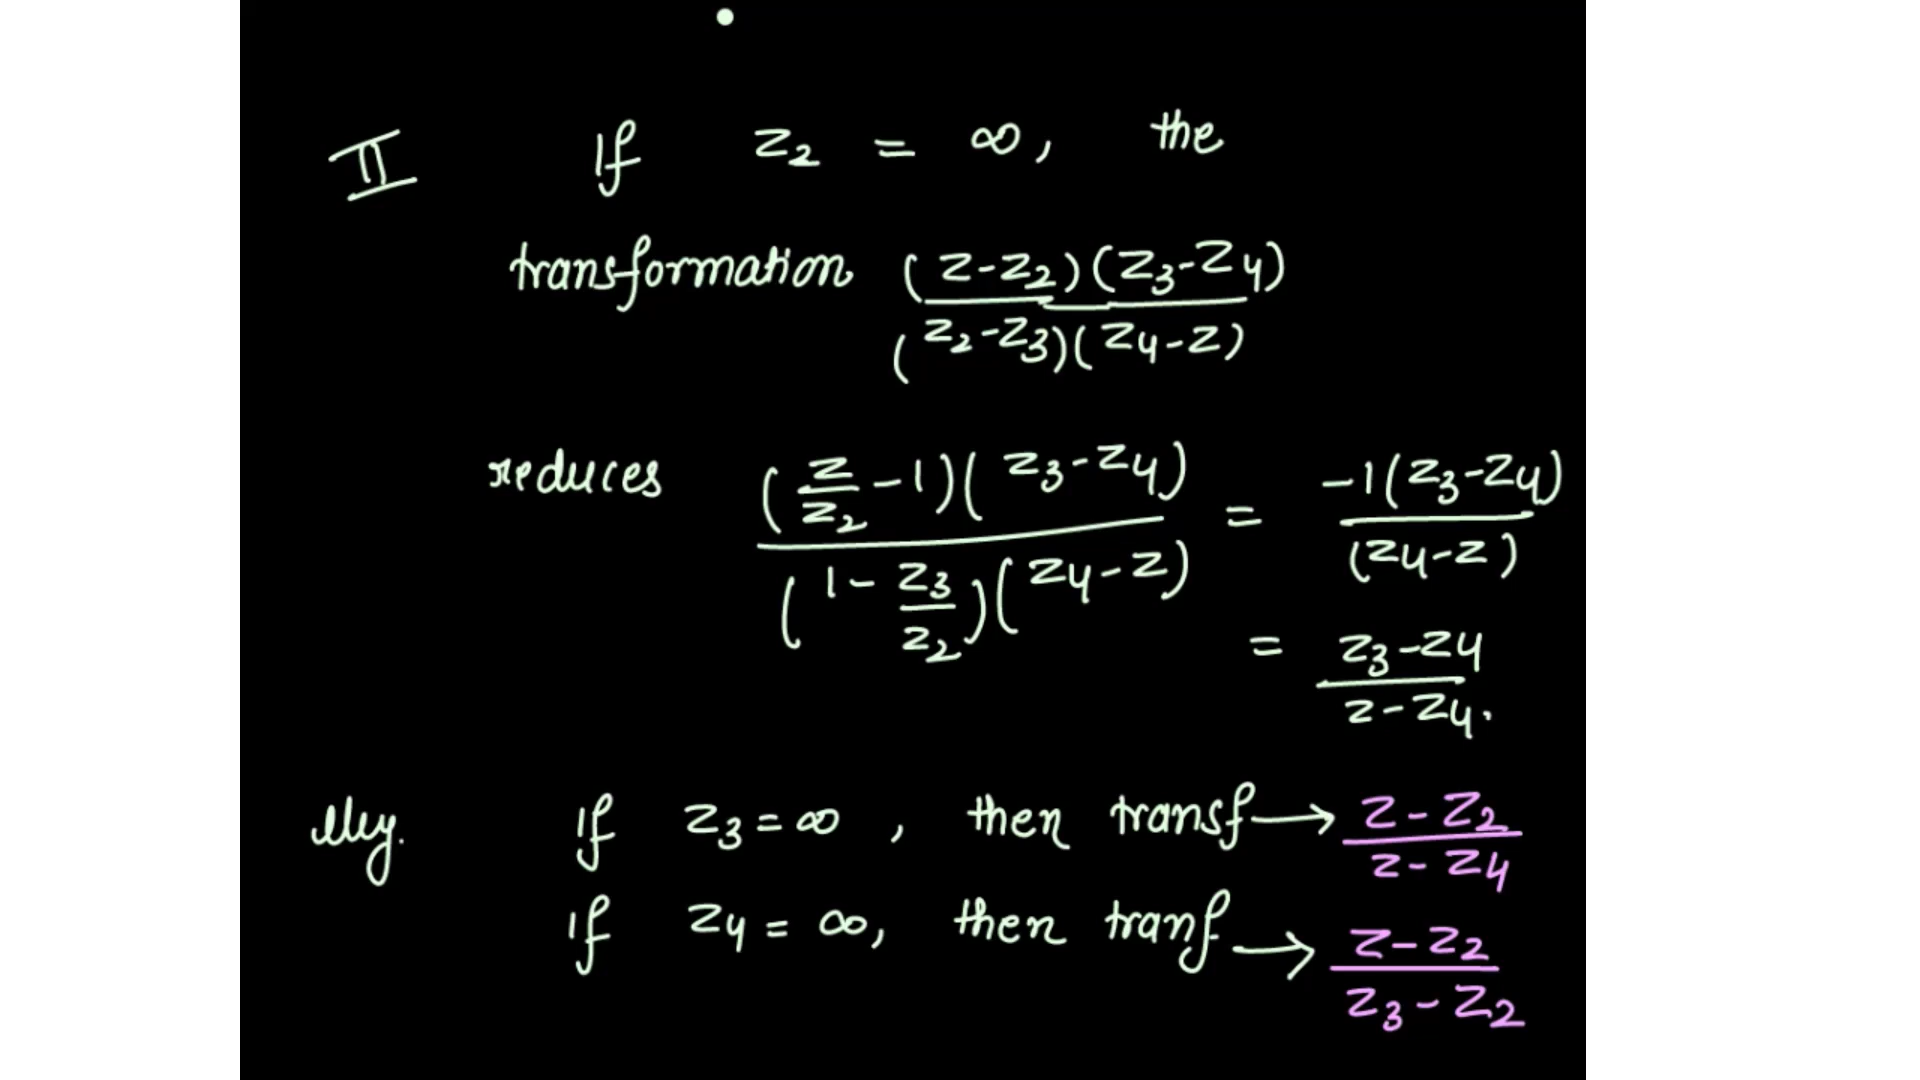 II If z₂ = ∞, the
transformation (z-z₂)(z₃-z₄)/(z₂-z₃)(z₄-z)
reduces (z/z₂ -1)(z₃-z₄)/(1- z₃/z₂)(z₄-z) = -1(z₃-z₄)/(z₄-z)
= z₃-z₄/z-z₄.
llly. If z₃=∞, then transf→ z-z₂/z-z₄
If z₄=∞, then tranf→ z-z₂/z₃-z₂